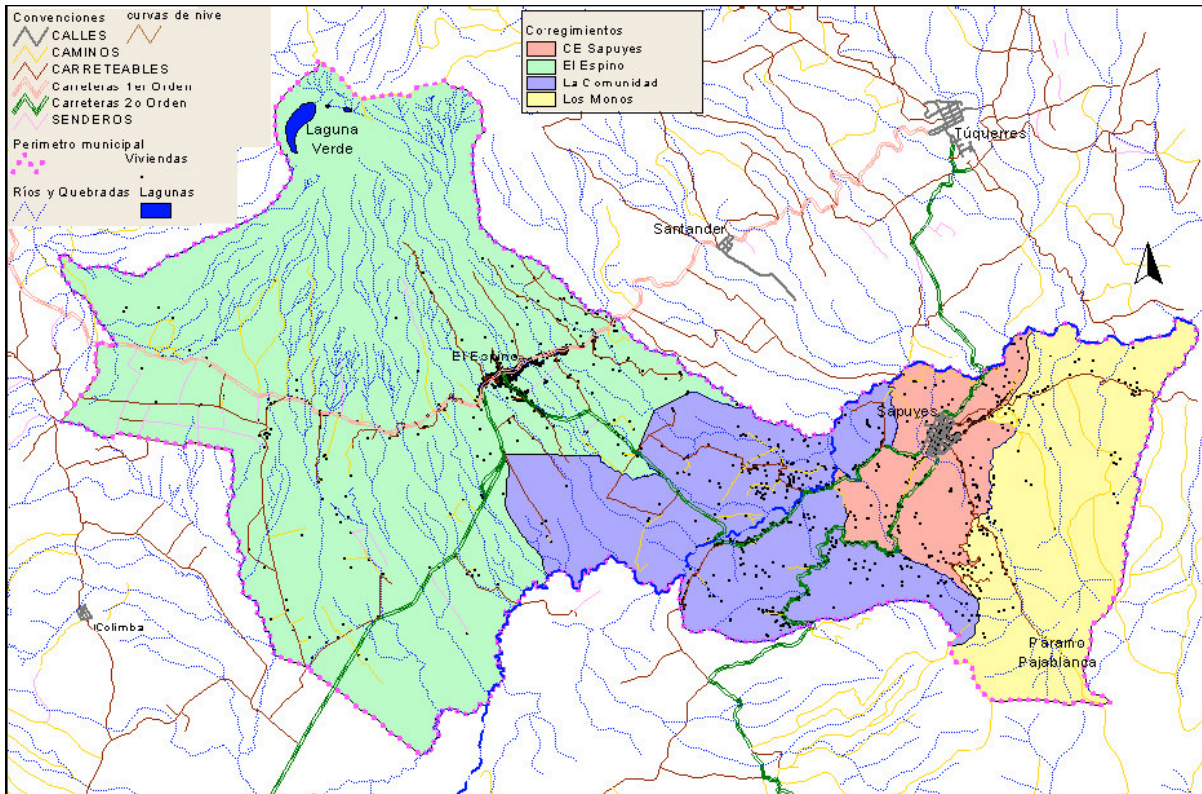 Convenciones
curvas de nive
CALLES
CAMINOS
CARRETEABLES
Carreteras 1er Orden
Carreteras 2o Orden
SENDEROS
Perimetro municipal
Viviendas
Ríos y Quebradas
Lagunas
Corregimientos
CE Sapuyes
El Espino
La Comunidad
Los Monos
Laguna
Verde
Túquerres
Santander
El Espino
Sapuyes
Colimba
Páramo
Pajablanca